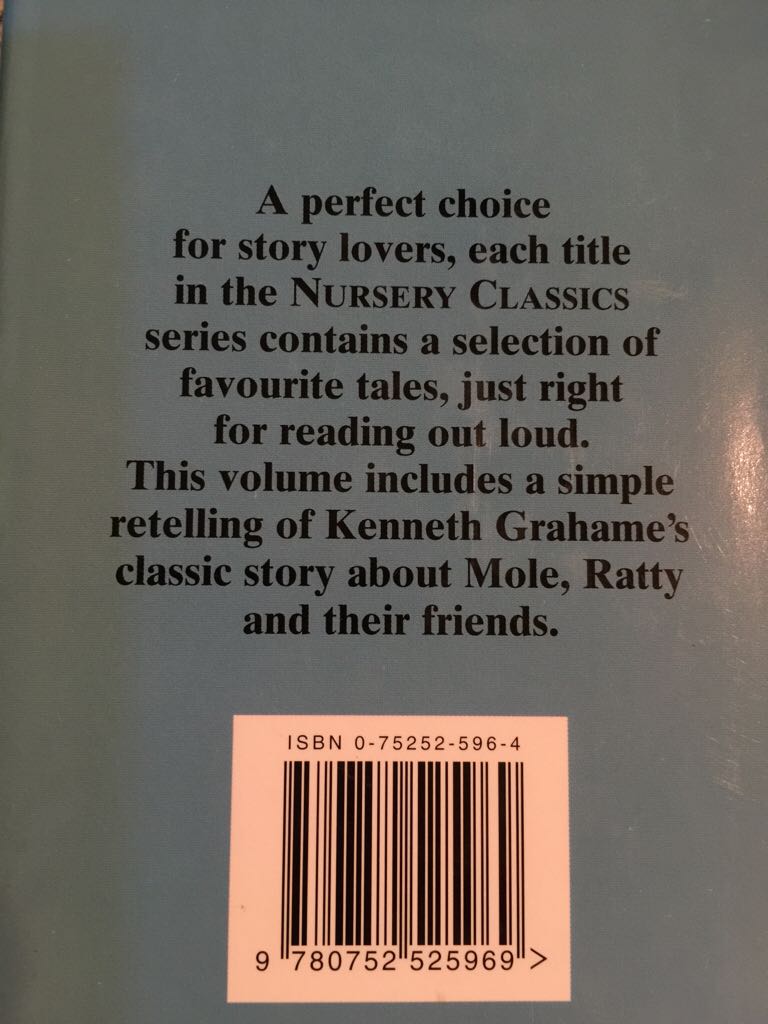 A perfect choice
for story lovers, each title
in the NURSERY CLASSICS
series contains a selection of
favourite tales, just right
for reading out loud.
This volume includes a simple
retelling of Kenneth Grahame's
classic story about Mole, Ratty
and their friends.
ISBN 0-75252-596-4
9 780752 525969 >